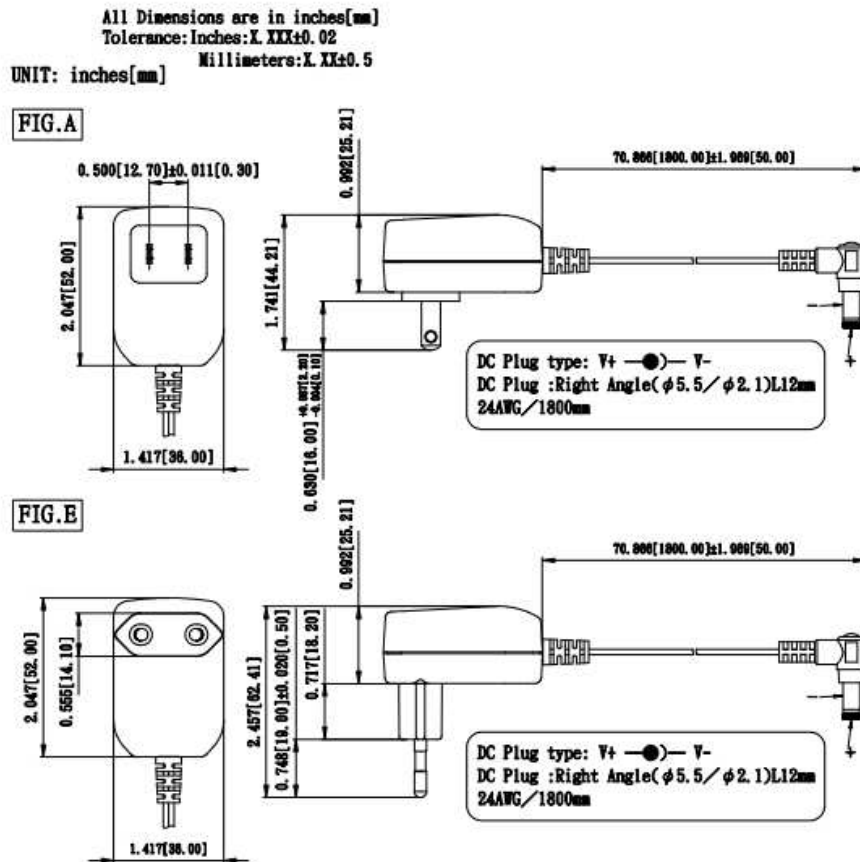 All Dimensions are in inches[mm]
Tolerance:Inches:X.XXX±0.02
Millimeters:X.XX±0.5
UNIT: inches[mm]
FIG.A
0.500[12.70]±0.011[0.30]
2.047[52.00]
1.417[36.00]
0.992[25.21]
1.741[44.21]
0.630[16.00]
70.866[1800.00]±1.969[50.00]
- +
DC Plug type: V+ —●)— V-
DC Plug :Right Angle(φ5.5/φ2.1)L12mm
24AWG/1800mm
FIG.E
2.047[52.00]
0.555[14.10]
1.417[36.00]
0.992[25.21]
2.457[62.41]
0.748[19.00]±0.020[0.50]
0.717[18.20]
70.866[1800.00]±1.969[50.00]
- +
DC Plug type: V+ —●)— V-
DC Plug :Right Angle(φ5.5/φ2.1)L12mm
24AWG/1800mm